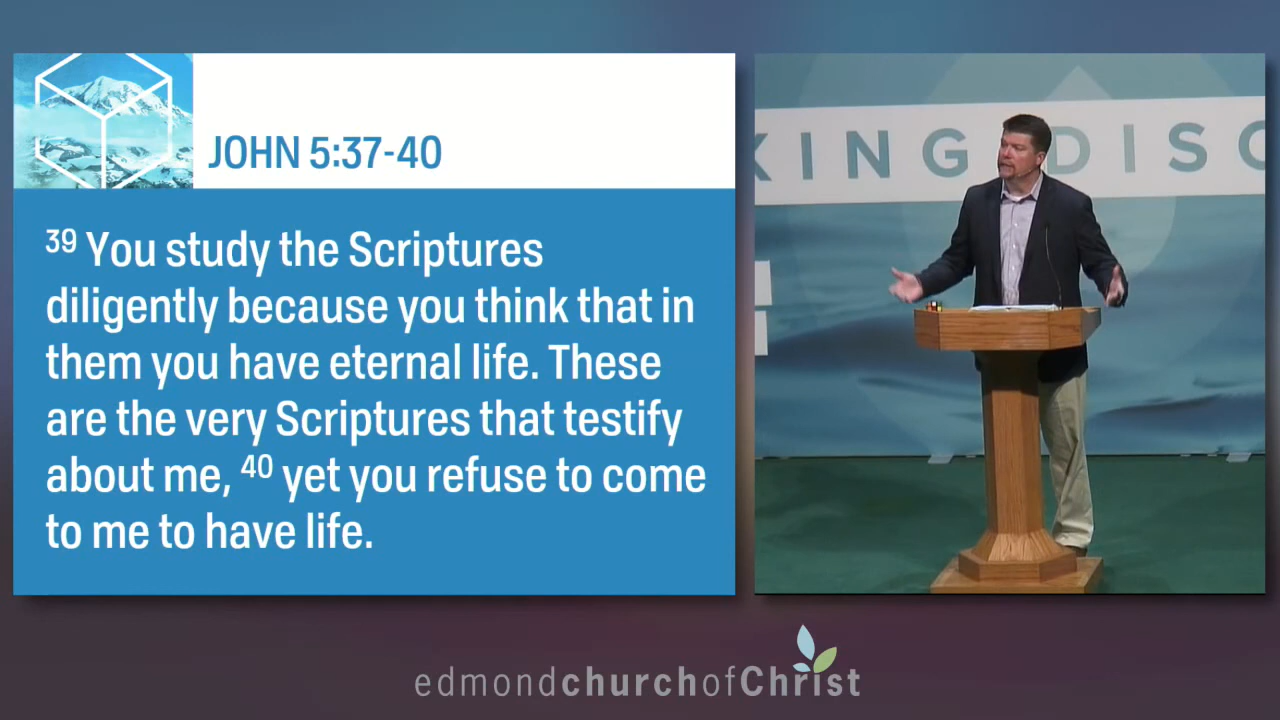 JOHN 5:37-40
39 You study the Scriptures
diligently because you think that in
them you have eternal life. These
are the very Scriptures that testify
about me, 40 yet you refuse to come
to me to have life.
KING DISC
edmondchurchofChrist